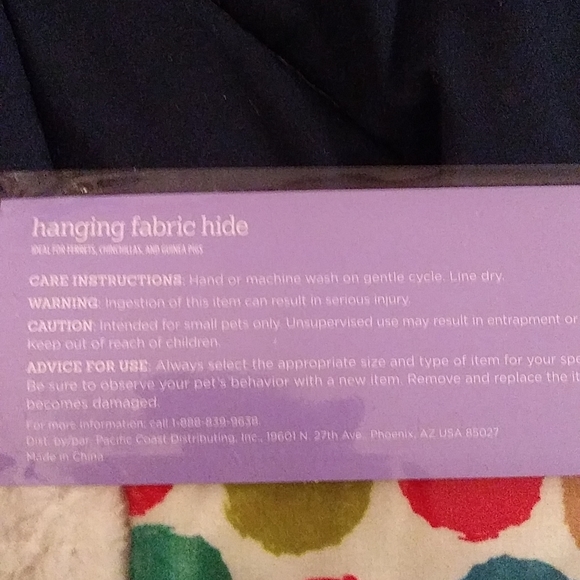 hanging fabric hide
IDEAL FOR FERRETS, CHINCHILLAS, AND GUINEA PIGS
CARE INSTRUCTIONS: Hand or machine wash on gentle cycle. Line dry.
WARNING: Ingestion of this item can result in serious injury.
CAUTION: Intended for small pets only. Unsupervised use may result in entrapment or
Keep out of reach of children.
ADVICE FOR USE: Always select the appropriate size and type of item for your spe
Be sure to observe your pet's behavior with a new item. Remove and replace the it
becomes damaged.
For more information, call 1-888-839-9638.
Dist. by/par: Pacific Coast Distributing, Inc., 19601 N. 27th Ave. Phoenix, AZ USA 85027
Made in China